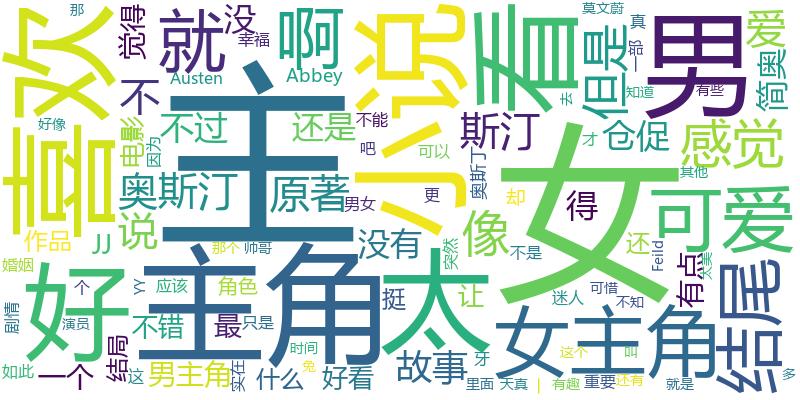 喜欢
就
没
觉得
幸福
啊
Austen
Abbey
不
主
小说
看
但是
男
莫文蔚
真
一部
爱
简奥
有些
知道
去
那
好像
电影
因为
不过
还是
不能
吧
可以
斯汀
奥斯丁
才
仓促
感觉
其他
奥斯汀
原著
男女
更
却
女
得
可爱
作品
JJ
说
那个
帅哥
没有
像
突然
不是
还
Feild
有点
太美
结尾
婚姻
好
主角
太
个
YY
应该
角色
挺
让
迷人
可惜
不知
剧情
演员
不错
最
只是
女主角
结局
时间
故事
牙
这个
叫
如此
一个
这
男主角
实在
什么
兔
好看
里面
天真
丨
有趣
重要
还有
就是
多